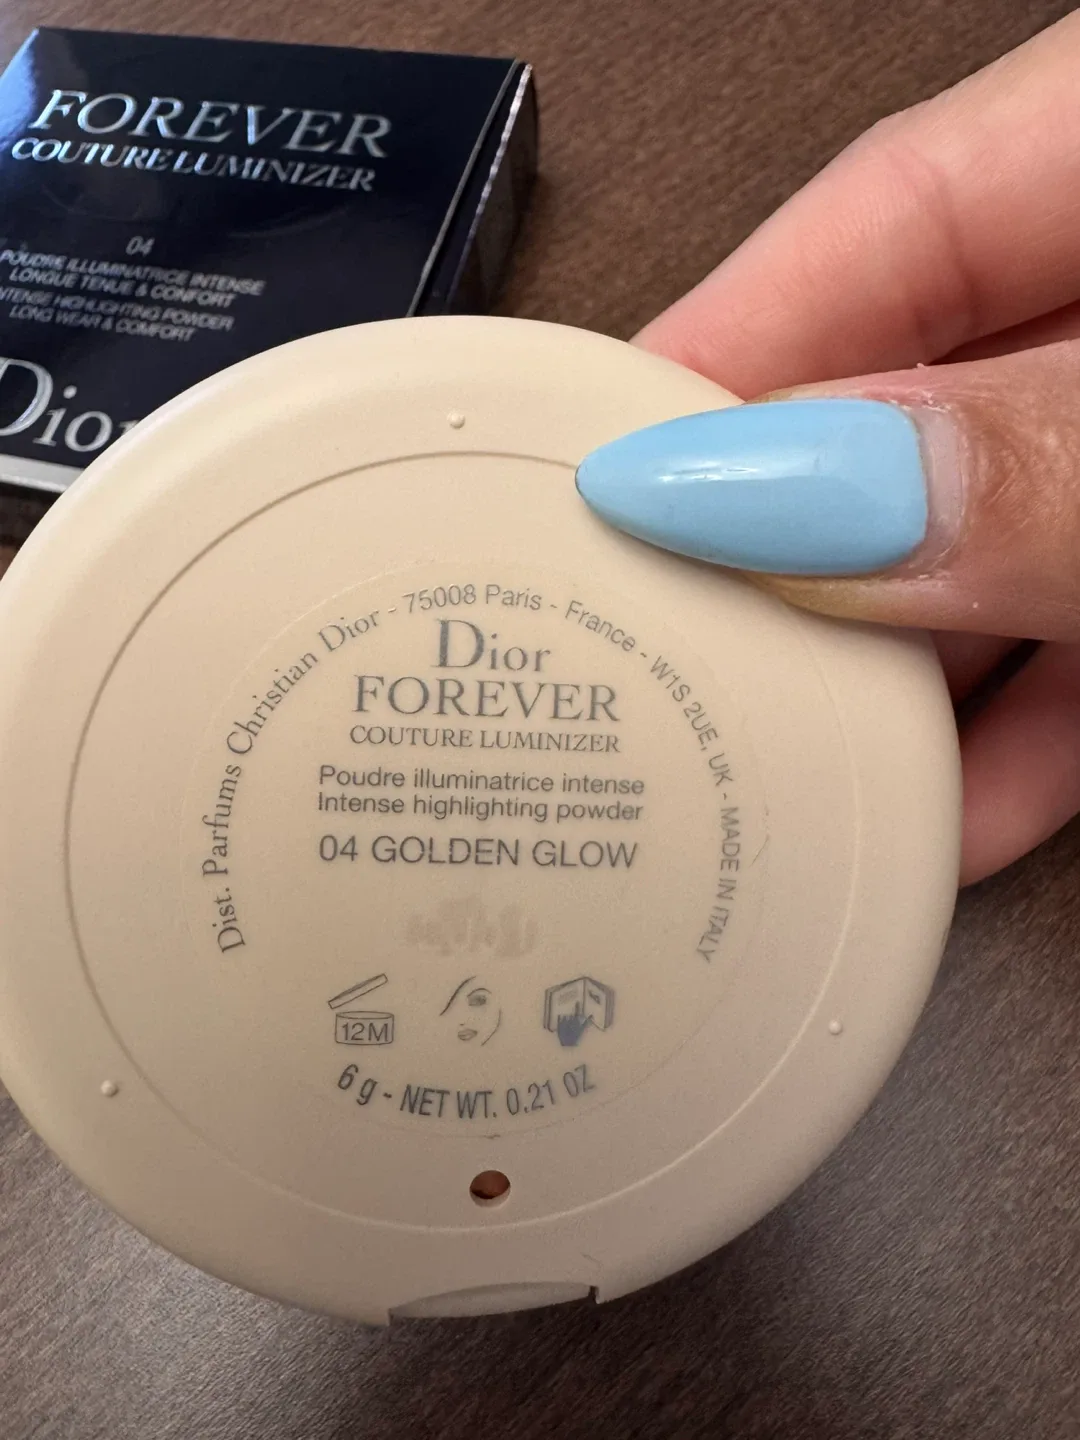 FOREVER
COUTURE LUMINIZER
04
POUDRE ILLUMINATRICE INTENSE
LONGUE TENUE & CONFORT
INTENSE HIGHLIGHTING POWDER
LONG WEAR & COMFORT
Dior
Dist. Parfums Christian Dior - 75008 Paris - France - W1S 2UE, UK - MADE IN ITALY
Dior
FOREVER
COUTURE LUMINIZER
Poudre illuminatrice intense
Intense highlighting powder
04 GOLDEN GLOW
12M
6 g - NET WT. 0.21 OZ